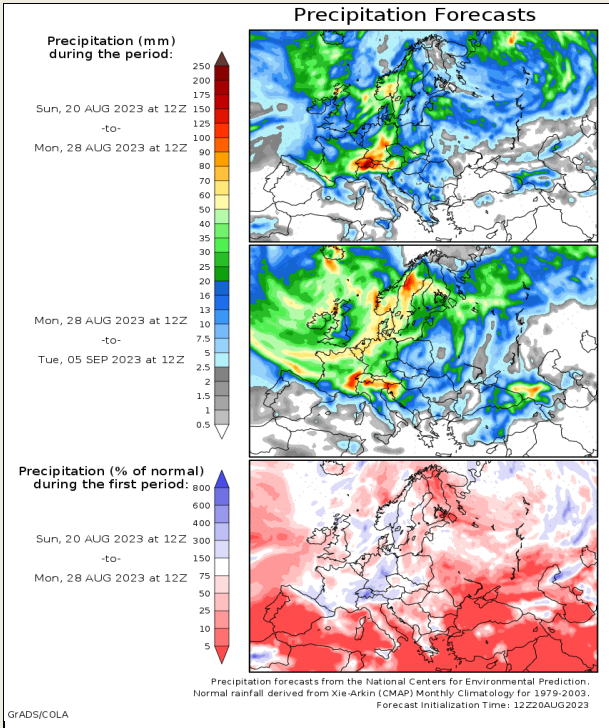 Precipitation Forecasts
Precipitation (mm)
during the period:
Sun, 20 AUG 2023 at 12Z
-to-
Mon, 28 AUG 2023 at 12Z
250
200
175
150
125
100
90
80
70
60
50
40
35
30
25
20
16
13
10
7.5
5
2.5
2
1.5
1
0.5
Mon, 28 AUG 2023 at 12Z
-to-
Tue, 05 SEP 2023 at 12Z
Precipitation (% of normal)
during the first period:
Sun, 20 AUG 2023 at 12Z
-to-
Mon, 28 AUG 2023 at 12Z
800
600
400
300
150
75
50
25
10
5
Precipitation forecasts from the National Centers for Environmental Prediction.
Normal rainfall derived from Xie-Arkin (CMAP) Monthly Climatology for 1979-2003.
Forecast Initialization Time: 12Z20AUG2023
GrADS/COLA